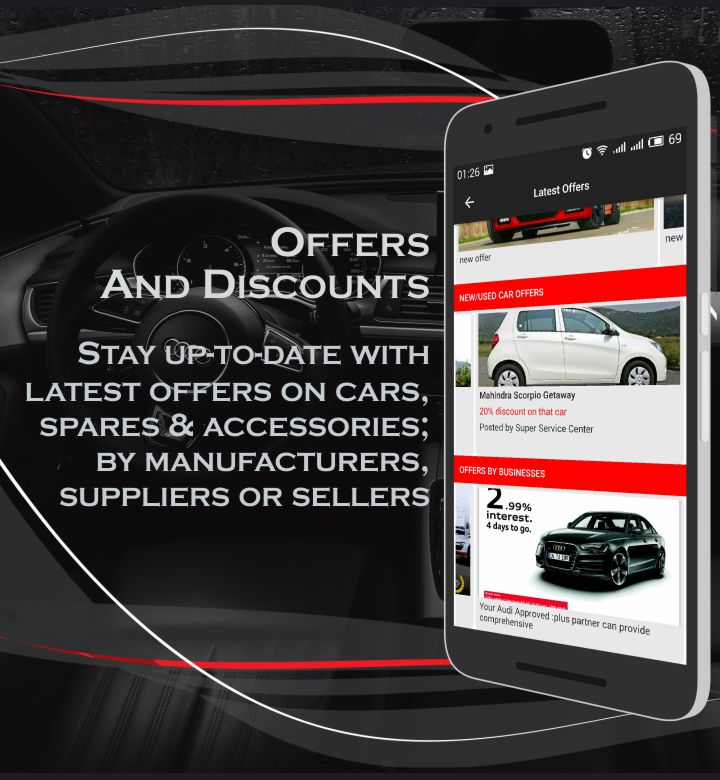 Offers
And Discounts
Stay up-to-date with
latest offers on cars,
spares & accessories;
by manufacturers,
suppliers or sellers
01:26
69
Latest Offers
new offer
new
NEW/USED CAR OFFERS
Mahindra Scorpio Getaway
20% discount on that car
Posted by Super Service Center
OFFERS BY BUSINESSES
2.99%
interest.
4 days to go.
Your Audi Approved :plus partner can provide
comprehensive